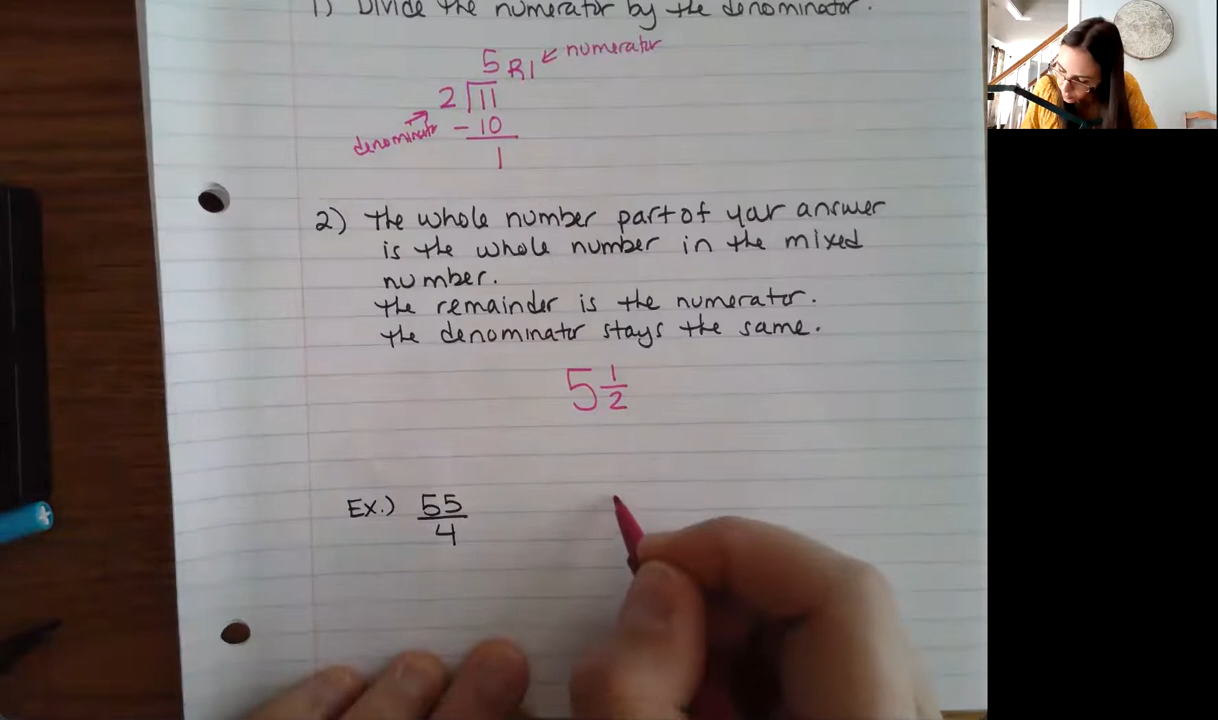 1) Divide the numerator by the denominator.
5 R1 ← numerator
2 11
denominator → - 10
1
2) The whole number part of your answer
is the whole number in the mixed
number.
The remainder is the numerator.
The denominator stays the same.
5 1/2
Ex.) 55/4